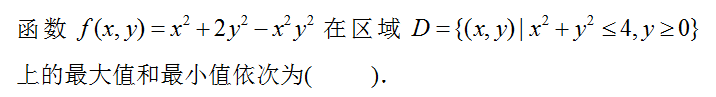 函数 f(x, y) = x² + 2y² − x²y² 在区域 D = {(x, y) | x² + y² ≤ 4, y ≥ 0}
上的最大值和最小值依次为(      ).